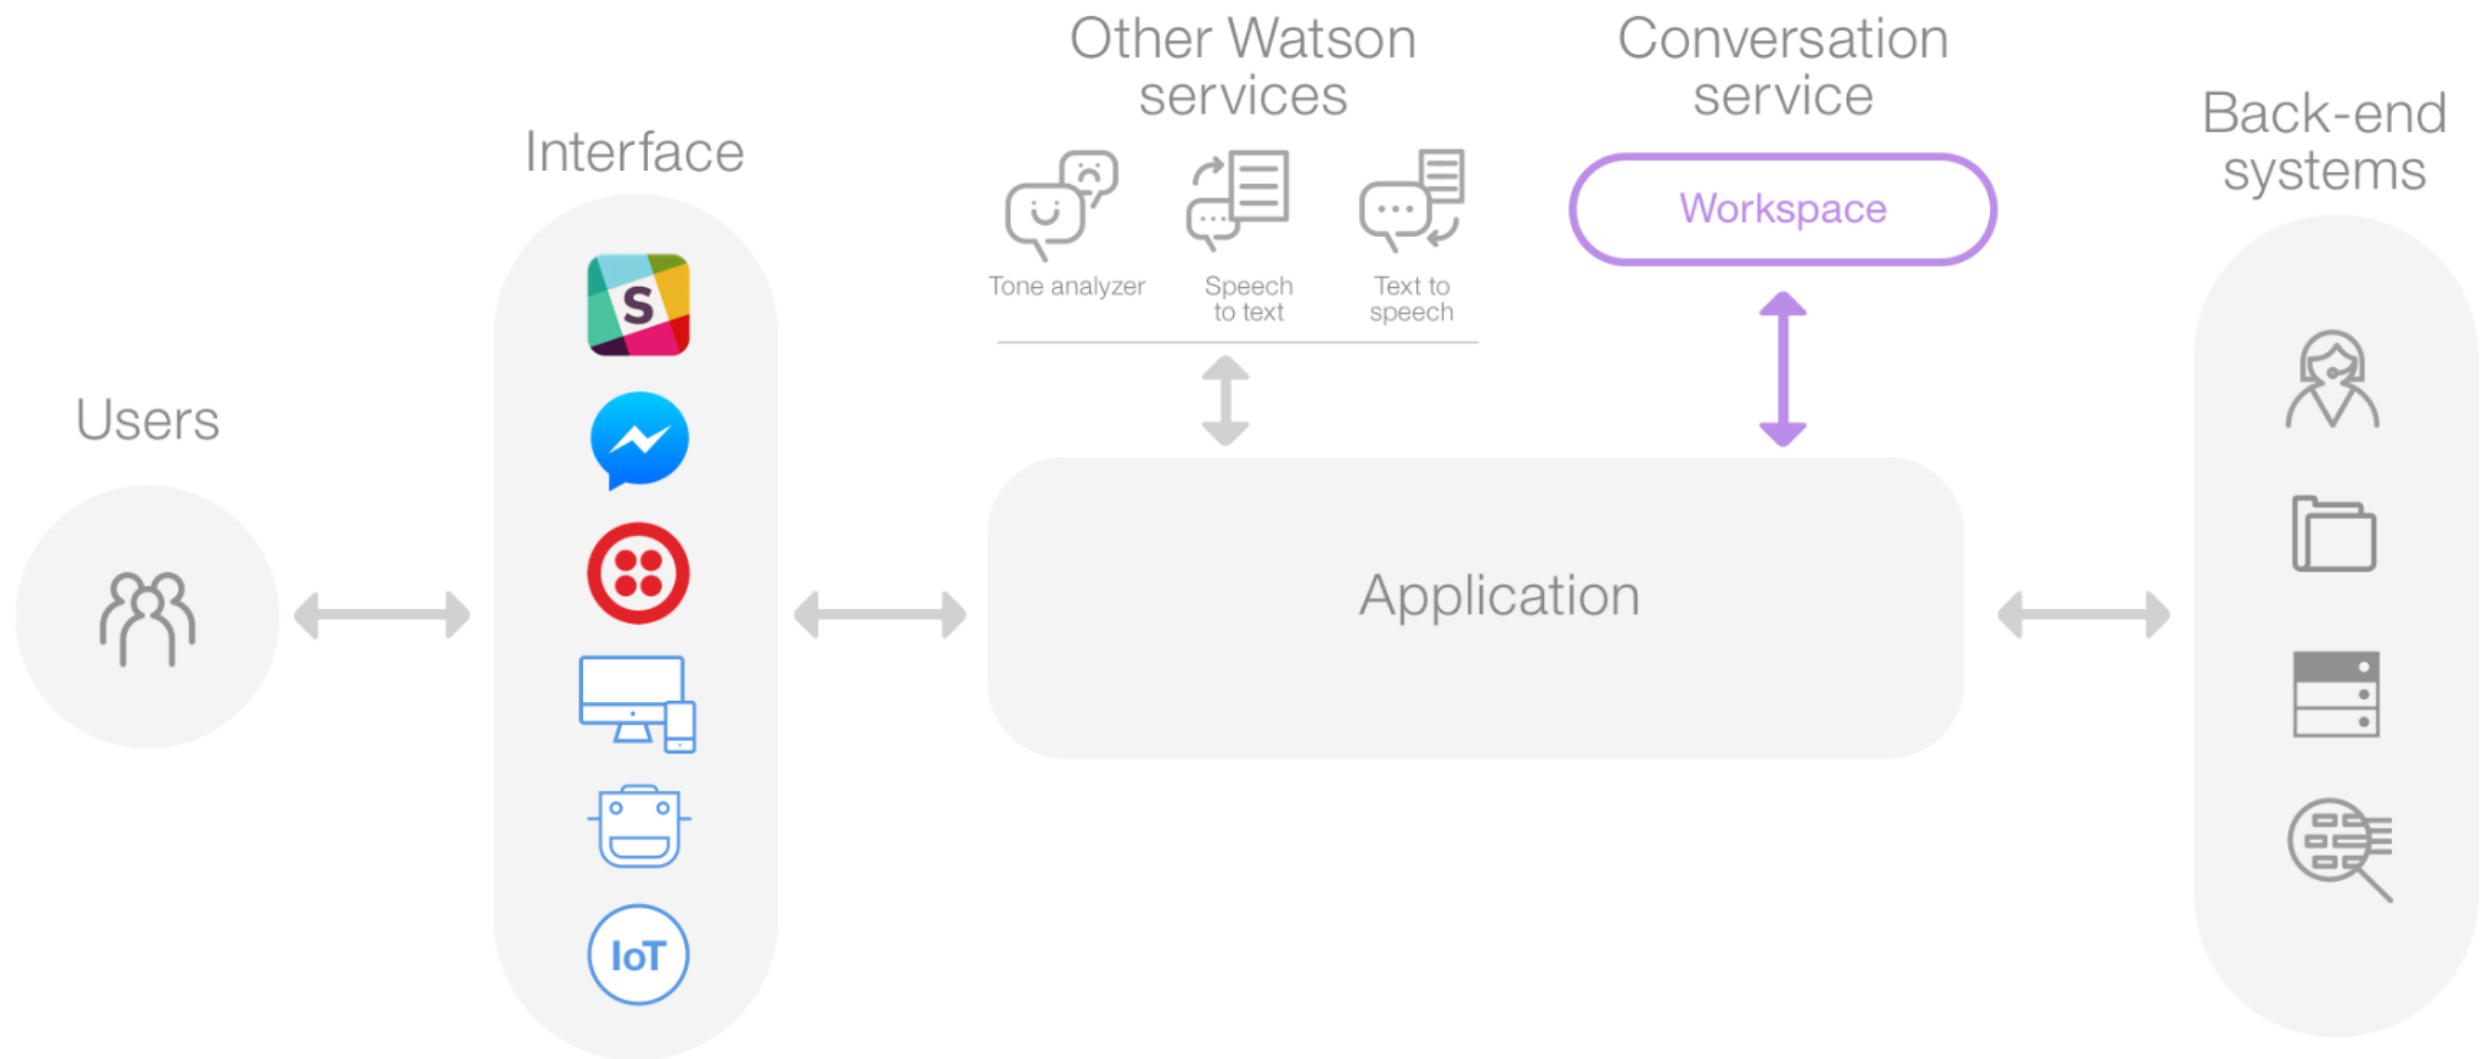 Users
Interface
S
IoT
Other Watson
services
Tone analyzer
Speech
to text
Text to
speech
Conversation
service
Workspace
Application
Back-end
systems